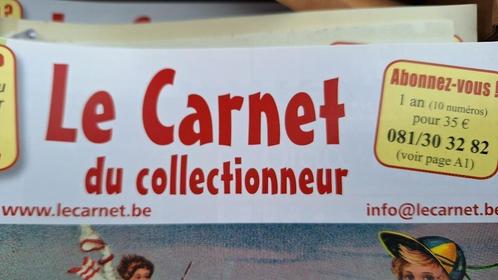 Le Carnet
du collectionneur
Abonnez-vous !
1 an (10 numéros)
pour 35 €
081/30 32 82
(voir page A1)
www.lecarnet.be
info@lecarnet.be